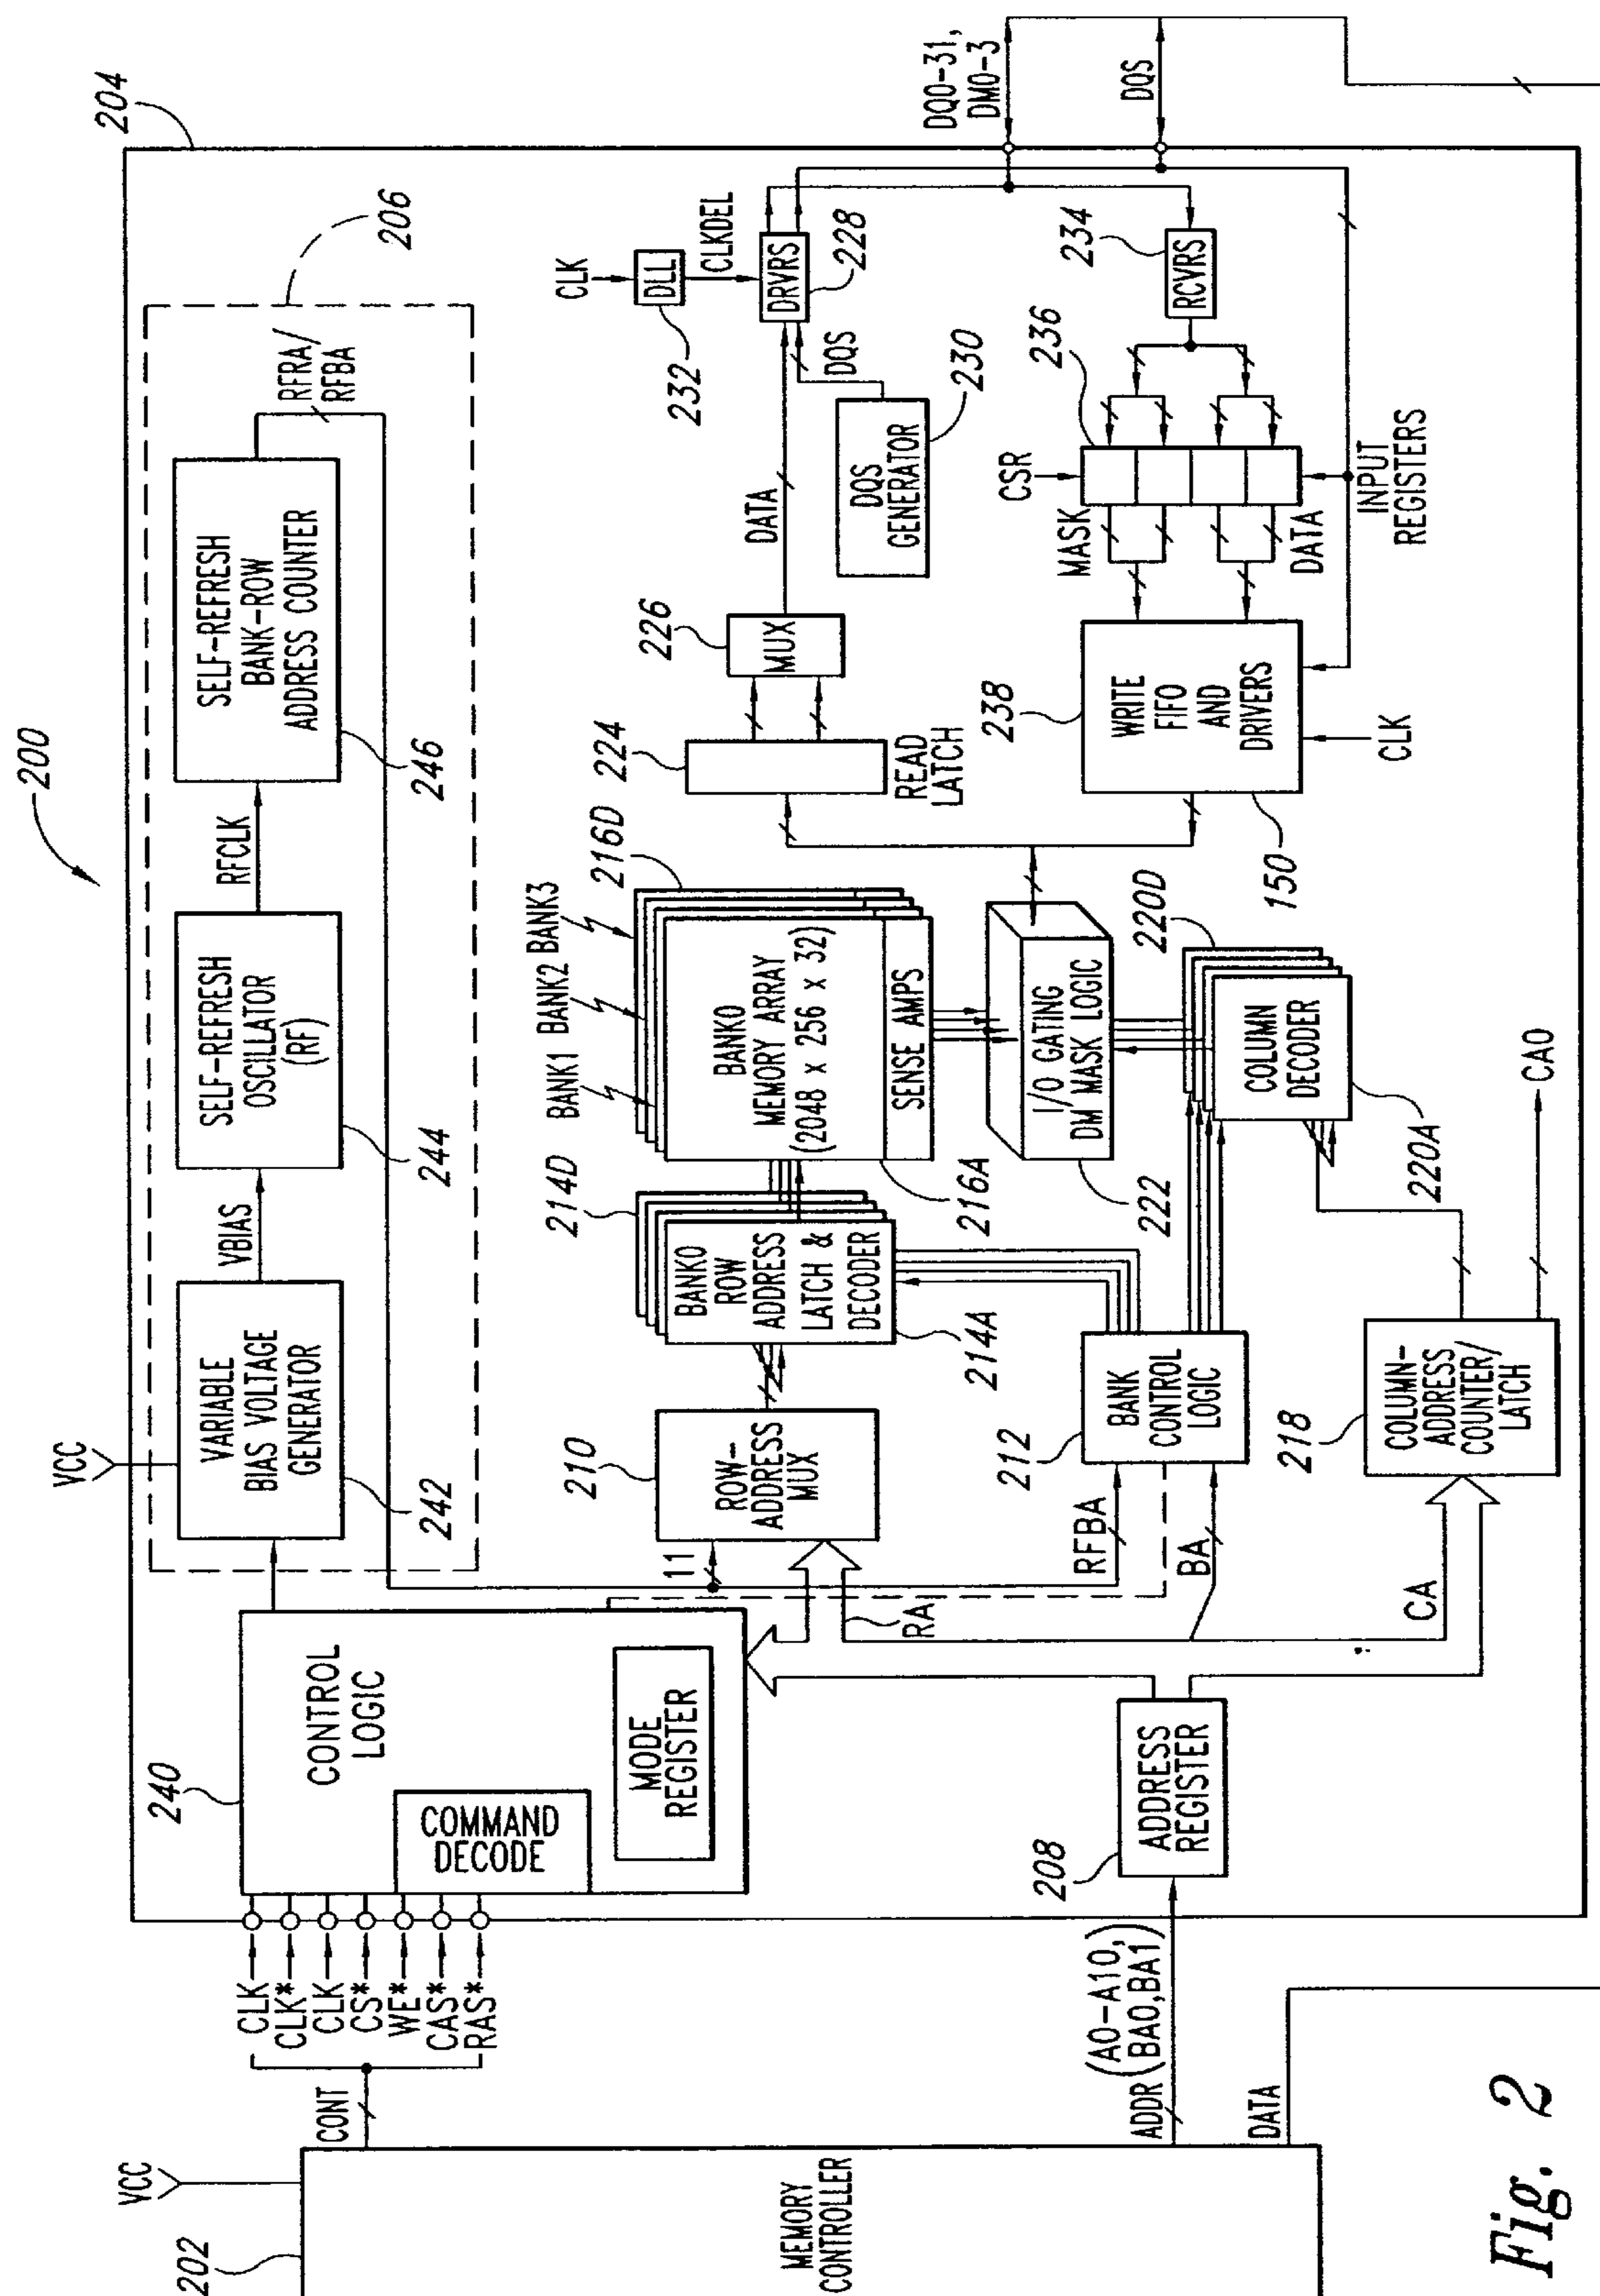 200
204
VCC
206
VARIABLE
BIAS VOLTAGE
GENERATOR
242
VBIAS
SELF-REFRESH
OSCILLATOR
(RF)
244
RFCLK
SELF-REFRESH
BANK-ROW
ADDRESS COUNTER
246
RFRA/
RFBA
VCC
202
MEMORY
CONTROLLER
CONT
CLK
CLK*
CLK
CS*
WE*
CAS*
RAS*
240
CONTROL
LOGIC
COMMAND
DECODE
MODE
REGISTER
ADDR
(A0-A10,
BA0,BA1)
DATA
208
ADDRESS
REGISTER
11
RA
RFBA
BA
CA
210
ROW-
ADDRESS
MUX
212
BANK
CONTROL
LOGIC
218
COLUMN-
ADDRESS
COUNTER/
LATCH
CA0
214D
BANK0
ROW
ADDRESS
LATCH &
DECODER
214A
BANK1
BANK2
BANK3
216D
BANK0
MEMORY ARRAY
(2048 x 256 x 32)
SENSE AMPS
216A
I/O GATING
DM MASK LOGIC
222
220D
COLUMN
DECODER
220A
224
READ
LATCH
226
MUX
DATA
CLK
DLL
232
CLKDEL
DRVRS
228
DQS
DQS
GENERATOR
230
234
RCVRS
236
CSR
MASK
DATA
INPUT
REGISTERS
238
WRITE
FIFO
AND
DRIVERS
150
CLK
DQ0-31,
DM0-3
DQS
Fig. 2